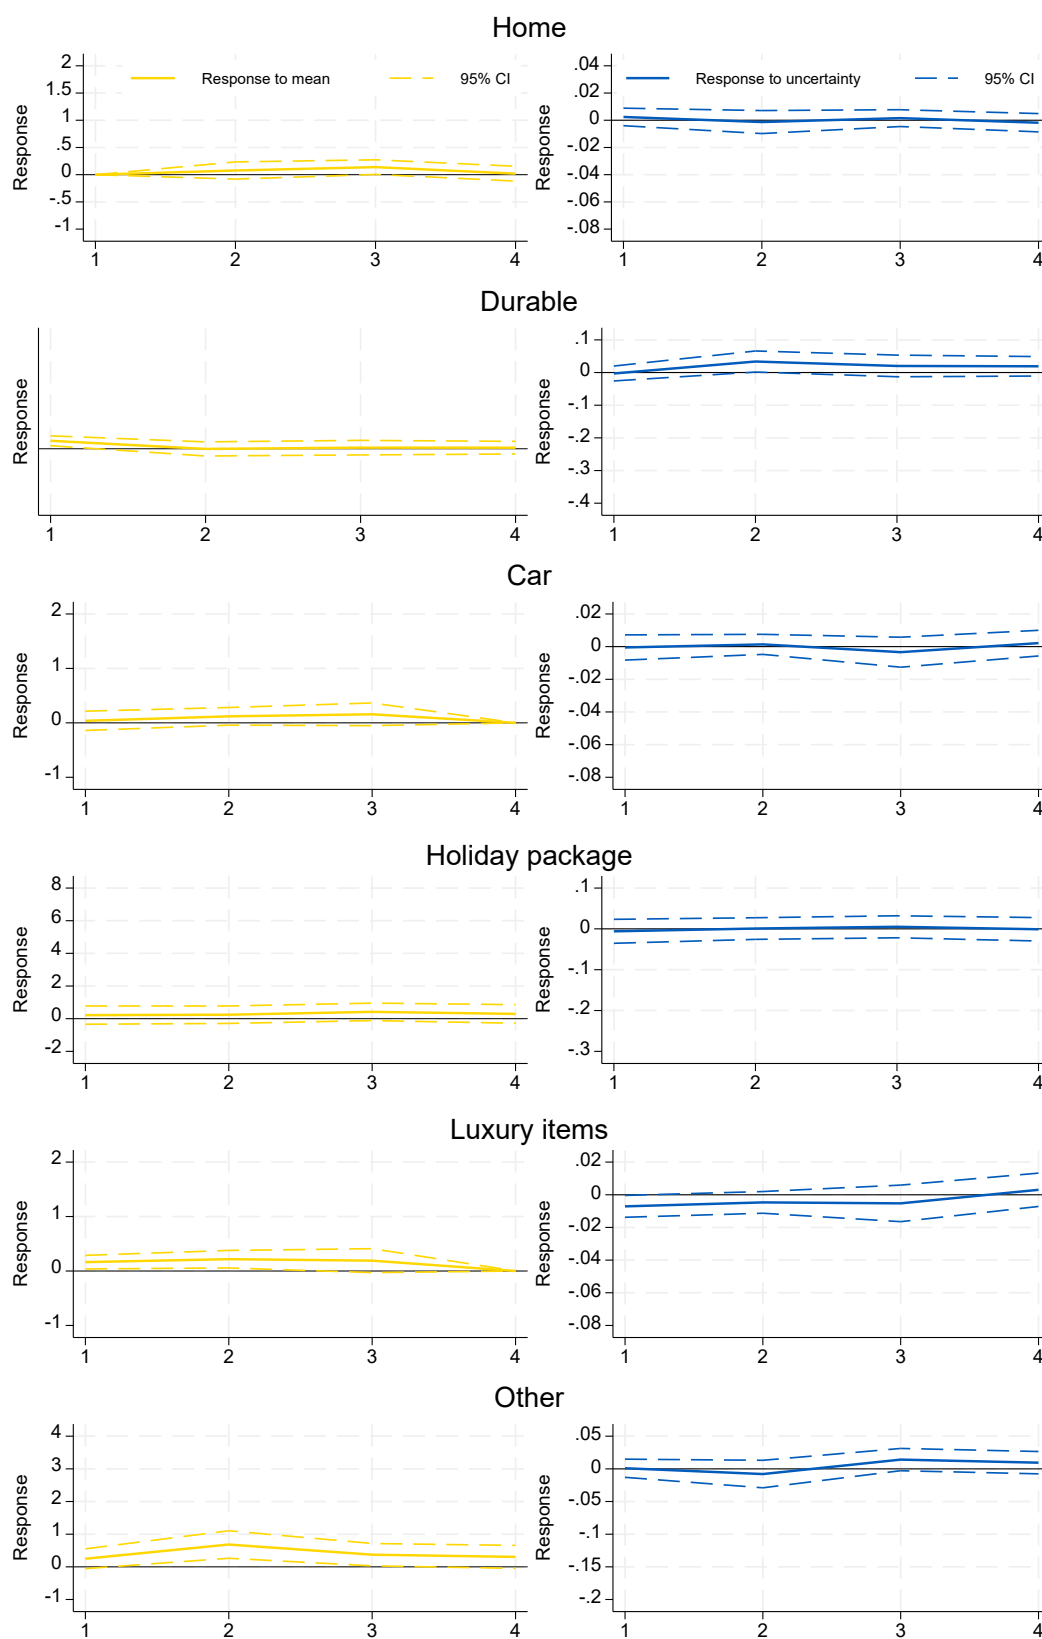 Home
Response to mean 95% CI
Response to uncertainty 95% CI
Response
2
1.5
1
.5
0
-.5
-1
1 2 3 4
Response
.04
.02
0
-.02
-.04
-.06
-.08
1 2 3 4
Durable
Response
1 2 3 4
Response
.1
0
-.1
-.2
-.3
-.4
1 2 3 4
Car
Response
2
1
0
-1
1 2 3 4
Response
.02
0
-.02
-.04
-.06
-.08
1 2 3 4
Holiday package
Response
8
6
4
2
0
-2
1 2 3 4
Response
.1
0
-.1
-.2
-.3
1 2 3 4
Luxury items
Response
2
1
0
-1
1 2 3 4
Response
.02
0
-.02
-.04
-.06
-.08
1 2 3 4
Other
Response
4
3
2
1
0
-1
1 2 3 4
Response
.05
0
-.05
-.1
-.15
-.2
1 2 3 4